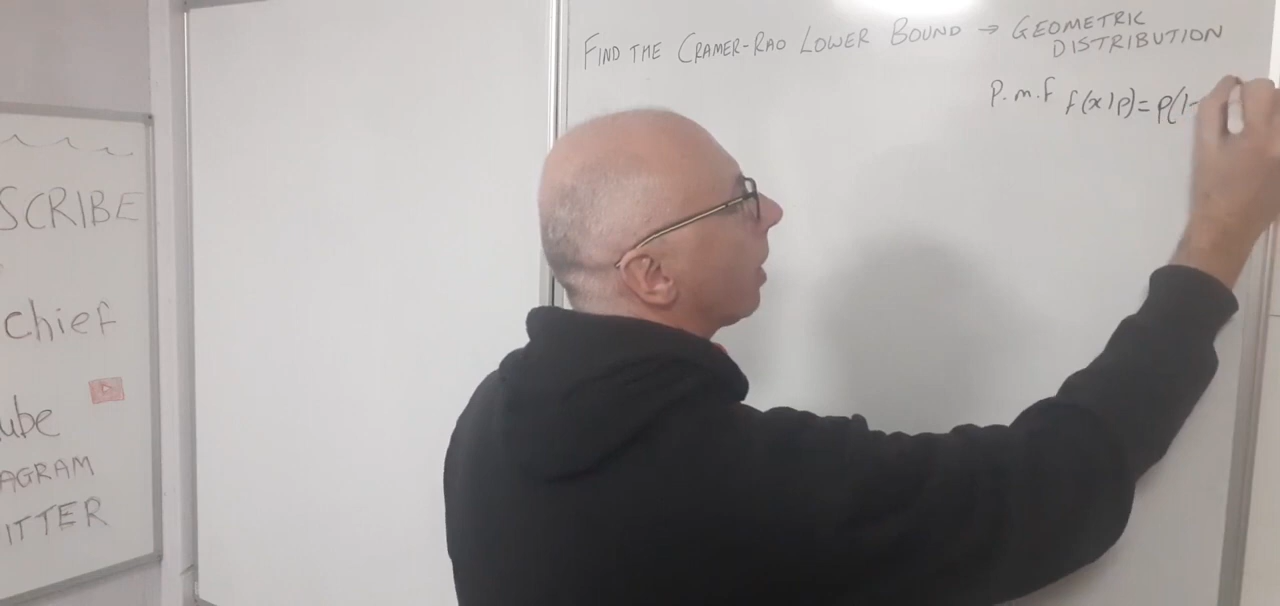 FIND THE CRAMER-RAO LOWER BOUND → GEOMETRIC
DISTRIBUTION
P.m.f f(x|p)=p(1-
SCRIBE
chief
ube
AGRAM
ITTER